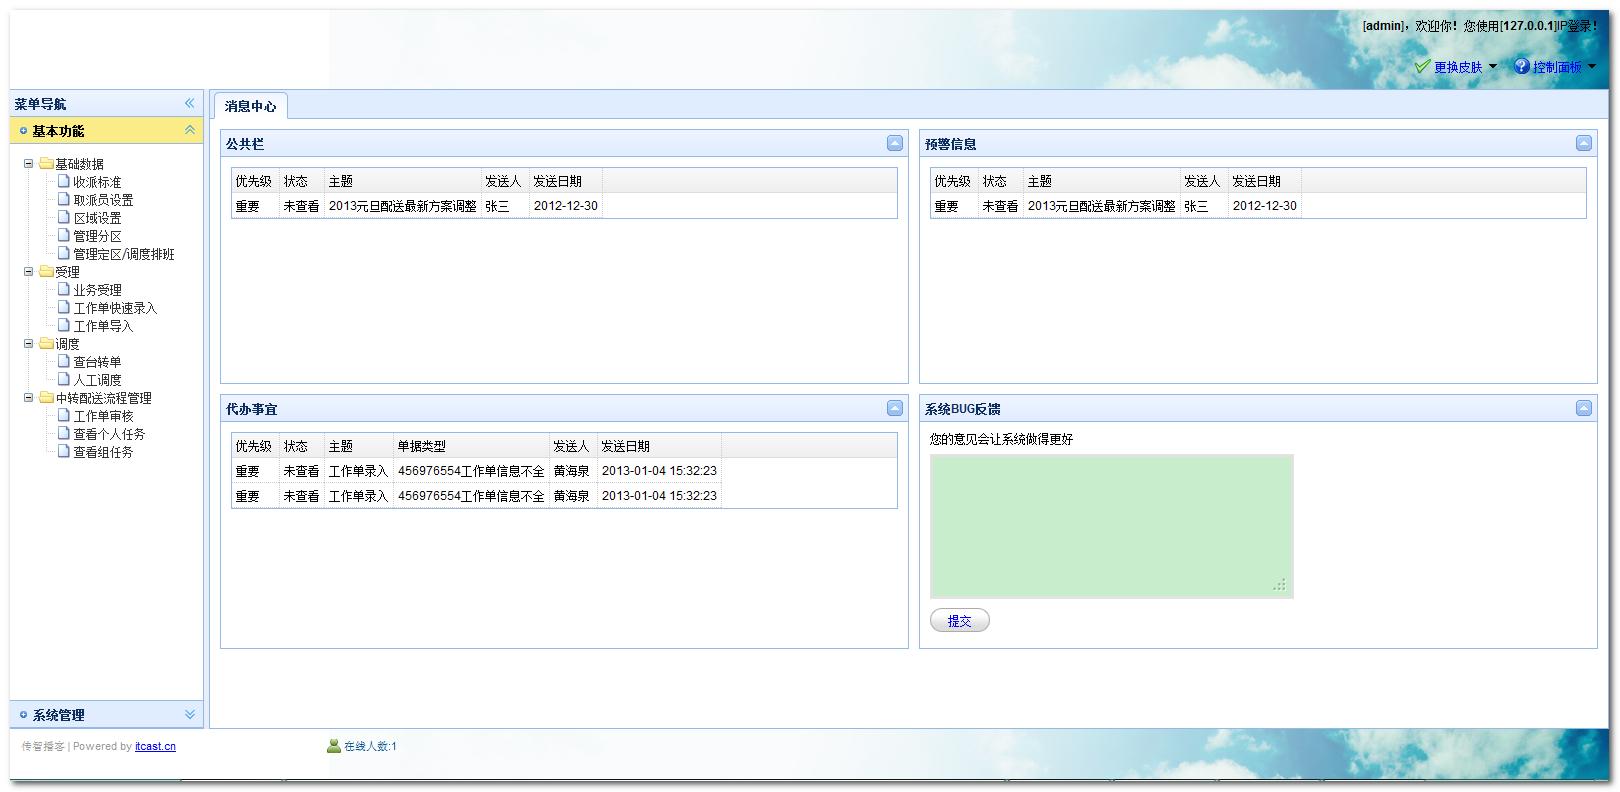 [admin]，欢迎你！您使用[127.0.0.1]IP登录！
更换皮肤 控制面板
菜单导航
基本功能
基础数据
收派标准
取派员设置
区域设置
管理分区
管理定区/调度排班
受理
业务受理
工作单快速录入
工作单导入
调度
查台转单
人工调度
中转配送流程管理
工作单审核
查看个人任务
查看组任务
系统管理
消息中心
公共栏
优先级 状态 主题 发送人 发送日期
重要 未查看 2013元旦配送最新方案调整 张三 2012-12-30
预警信息
优先级 状态 主题 发送人 发送日期
重要 未查看 2013元旦配送最新方案调整 张三 2012-12-30
代办事宜
优先级 状态 主题 单据类型 发送人 发送日期
重要 未查看 工作单录入 456976554工作单信息不全 黄海泉 2013-01-04 15:32:23
重要 未查看 工作单录入 456976554工作单信息不全 黄海泉 2013-01-04 15:32:23
系统BUG反馈
您的意见会让系统做得更好
提交
传智播客 | Powered by itcast.cn
在线人数:1